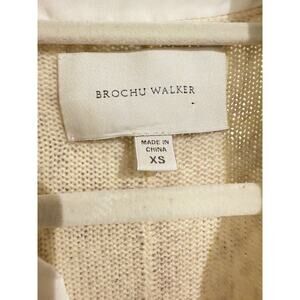 BROCHU WALKER
MADE IN
CHINA
XS